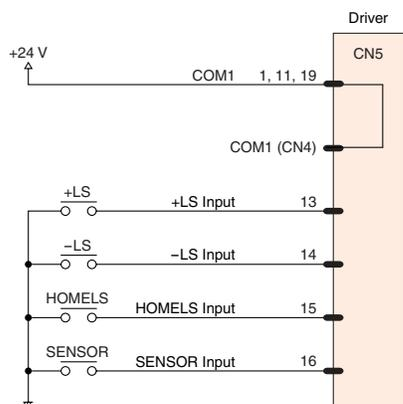 Driver
+24 V
CN5
COM1 1, 11, 19
COM1 (CN4)
+LS
+LS Input 13
−LS
−LS Input 14
HOMELS
HOMELS Input 15
SENSOR
SENSOR Input 16